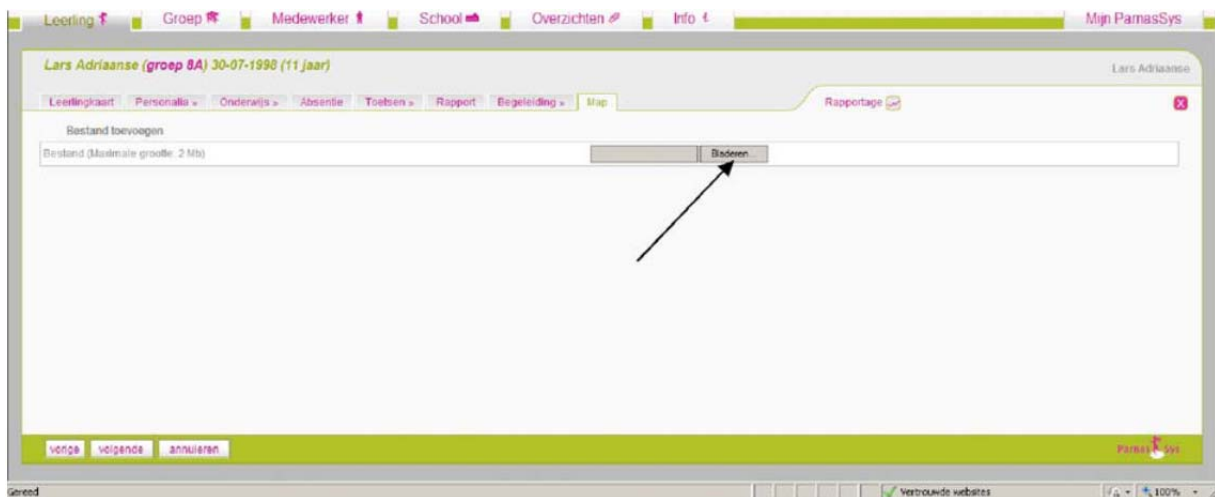 Leerling Groep Medewerker School Overzichten Info Mijn ParnasSys
Lars Adriaanse (groep 8A) 30-07-1998 (11 jaar) Lars Adriaanse
Leerlingkaart Personalia » Onderwijs » Absentie Toetsen » Rapport Begeleiding » Map Rapportage
Bestand toevoegen
Bestand (Maximale grootte: 2 Mb) Bladeren...
vorige volgende annuleren ParnasSys
Gereed Vertrouwde websites 100%